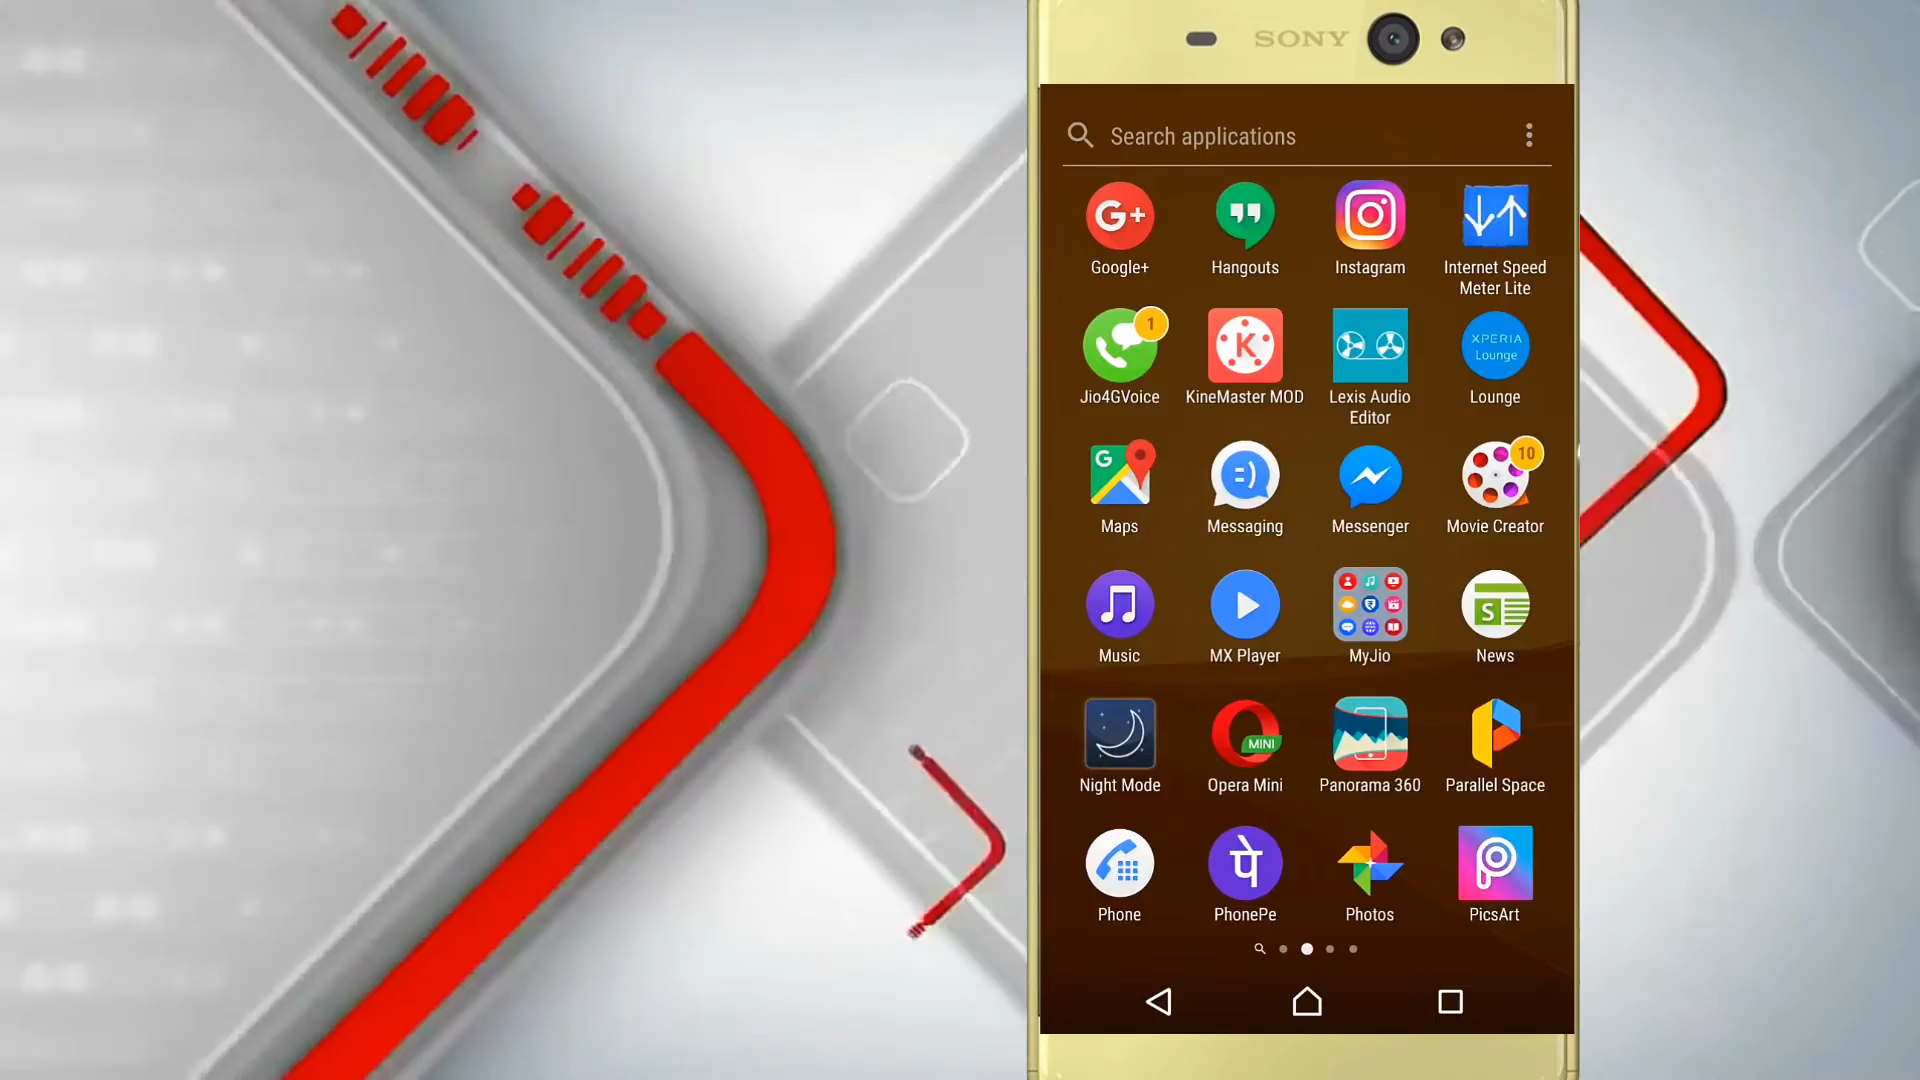 SONY
Search applications
G+
Google+
Hangouts
Instagram
Internet Speed
Meter Lite
1
Jio4GVoice
K
KineMaster MOD
Lexis Audio
Editor
XPERIA
Lounge
Lounge
G
Maps
:)
Messaging
Messenger
10
Movie Creator
Music
MX Player
MyJio
S
News
Night Mode
MINI
Opera Mini
Panorama 360
Parallel Space
Phone
पे
PhonePe
Photos
PicsArt